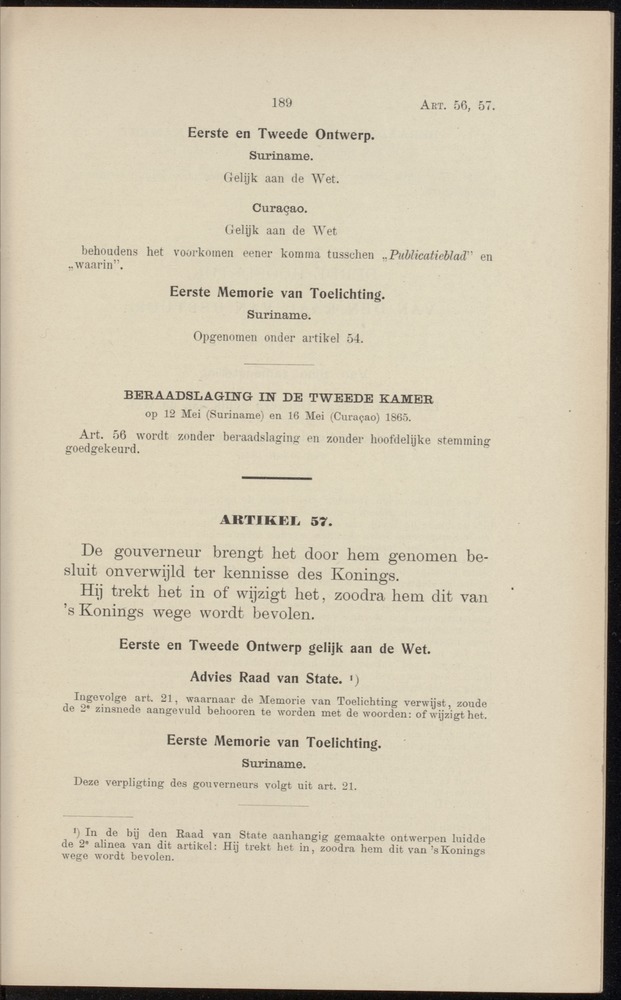 189
ART. 56, 57.
Eerste en Tweede Ontwerp.
Suriname.
Gelijk aan de Wet.
Curaçao.
Gelijk aan de Wet
behoudens het voorkomen eener komma tusschen „Publicatieblad” en
„waarin”.
Eerste Memorie van Toelichting.
Suriname.
Opgenomen onder artikel 54.
BERAADSLAGING IN DE TWEEDE KAMER
op 12 Mei (Suriname) en 16 Mei (Curaçao) 1865.
Art. 56 wordt zonder beraadslaging en zonder hoofdelijke stemming
goedgekeurd.
ARTIKEL 57.
De gouverneur brengt het door hem genomen be-
sluit onverwijld ter kennisse des Konings.
Hij trekt het in of wijzigt het, zoodra hem dit van
's Konings wege wordt bevolen.
Eerste en Tweede Ontwerp gelijk aan de Wet.
Advies Raad van State. ¹)
Ingevolge art. 21, waarnaar de Memorie van Toelichting verwijst, zoude
de 2e zinsnede aangevuld behooren te worden met de woorden: of wijzigt het.
Eerste Memorie van Toelichting.
Suriname.
Deze verpligting des gouverneurs volgt uit art. 21.
¹) In de bij den Raad van State aanhangig gemaakte ontwerpen luidde
de 2e alinea van dit artikel: Hij trekt het in, zoodra hem dit van 's Konings
wege wordt bevolen.